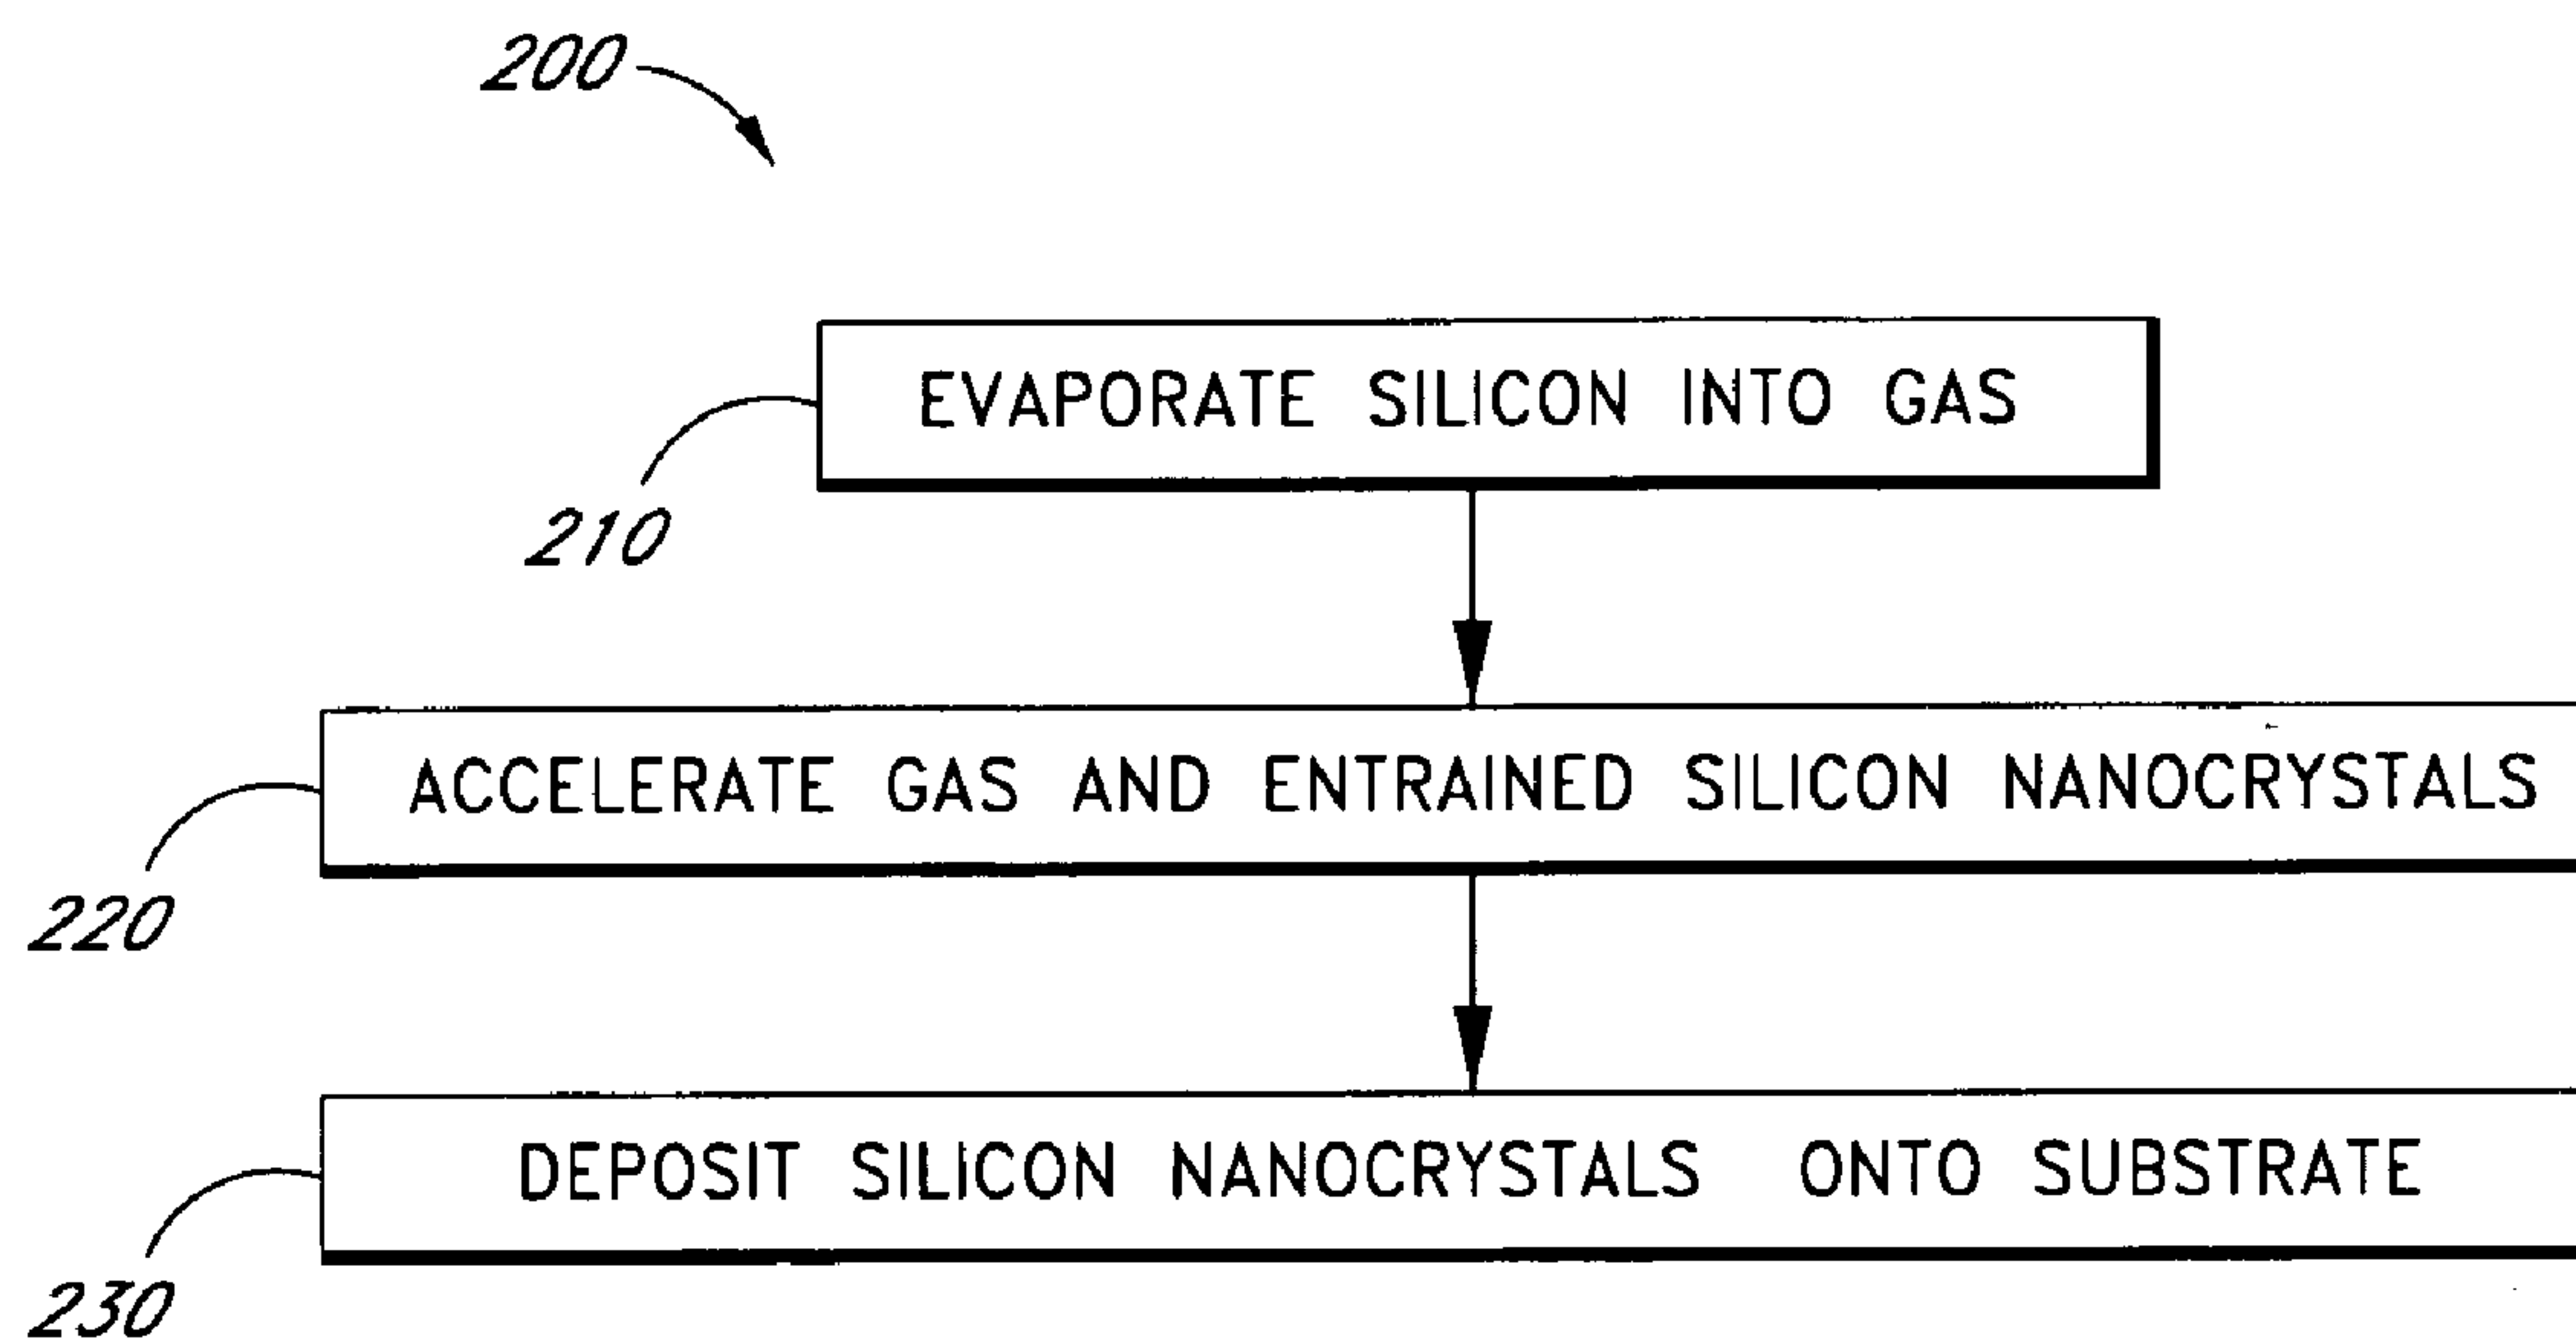 200
EVAPORATE SILICON INTO GAS
210
ACCELERATE GAS AND ENTRAINED SILICON NANOCRYSTALS
220
DEPOSIT SILICON NANOCRYSTALS ONTO SUBSTRATE
230